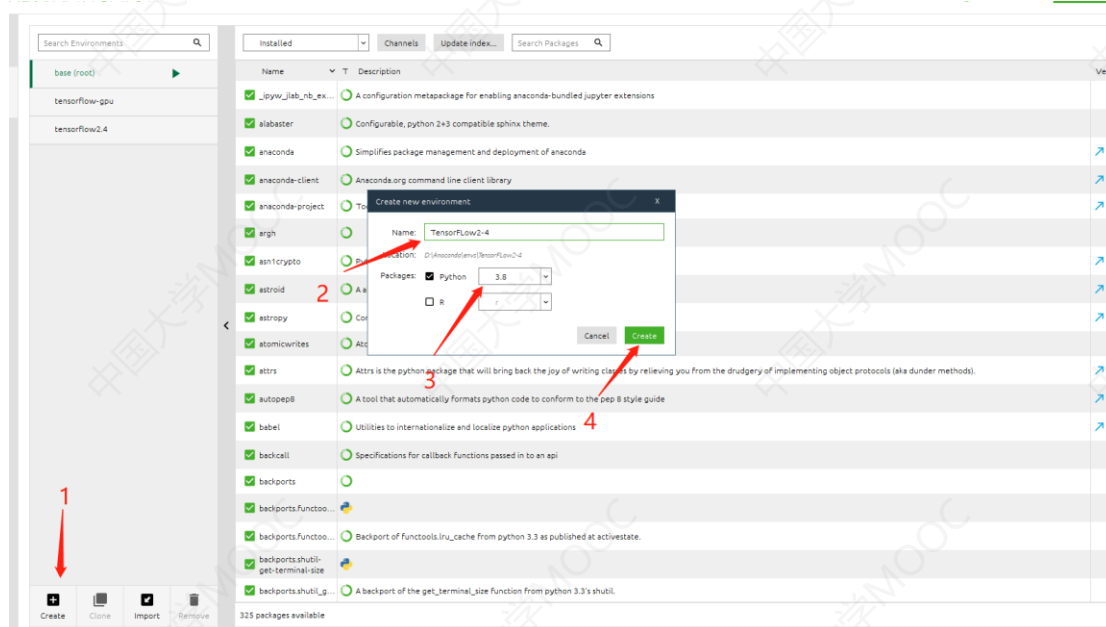 Search Environments
Installed
Channels
Update index...
Search Packages
base (root)
tensorflow-gpu
tensorflow2.4
Name
T
Description
_ipyw_jlab_nb_ex...
A configuration metapackage for enabling anaconda-bundled jupyter extensions
alabaster
Configurable, python 2+3 compatible sphinx theme.
anaconda
Simplifies package management and deployment of anaconda
anaconda-client
Anaconda.org command line client library
anaconda-project
argh
asn1crypto
astroid
astropy
atomicwrites
attrs
Attrs is the python package that will bring back the joy of writing classes by relieving you from the drudgery of implementing object protocols (aka dunder methods).
autopep8
A tool that automatically formats python code to conform to the pep 8 style guide
babel
Utilities to internationalize and localize python applications
backcall
Specifications for callback functions passed in to an api
backports
backports.functoo...
backports.functoo...
Backport of functools.lru_cache from python 3.3 as published at activestate.
backports.shutil-
get-terminal-size
backports.shutil_g...
A backport of the get_terminal_size function from python 3.3's shutil.
325 packages available
Create new environment
X
Name:
TensorFLow2-4
Location:
D:\Anaconda\envs\TensorFLow2-4
Packages:
Python
3.8
R
r
Cancel
Create
1
2
3
4
Create
Clone
Import
Remove
中国大学MOOC